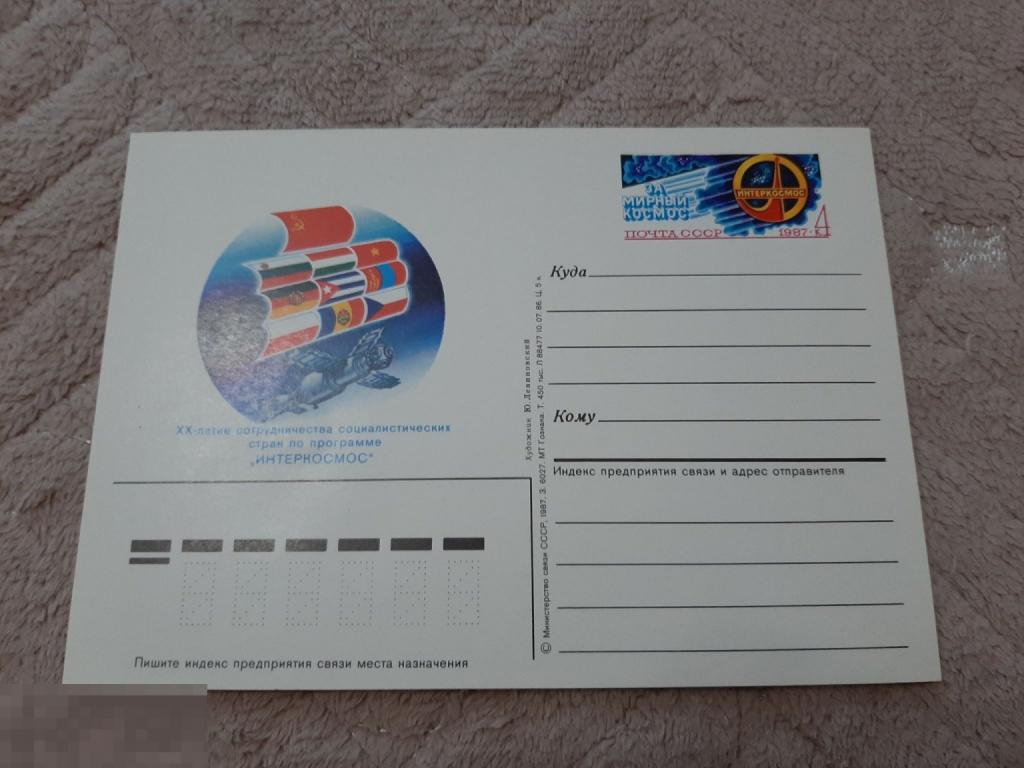 ЗА
МИРНЫЙ
КОСМОС
ИНТЕРКОСМОС
ПОЧТА СССР 1987 · К 4
XX-летие сотрудничества социалистических
стран по программе
„ИНТЕРКОСМОС"
Куда
Кому
Индекс предприятия связи и адрес отправителя
Художник Ю. Левиновский
© Министерство связи СССР, 1987. З. 6027. МТ Гознака. Т. 450 тыс. Л 88477 10.07.86. Ц. 5 к.
Пишите индекс предприятия связи места назначения